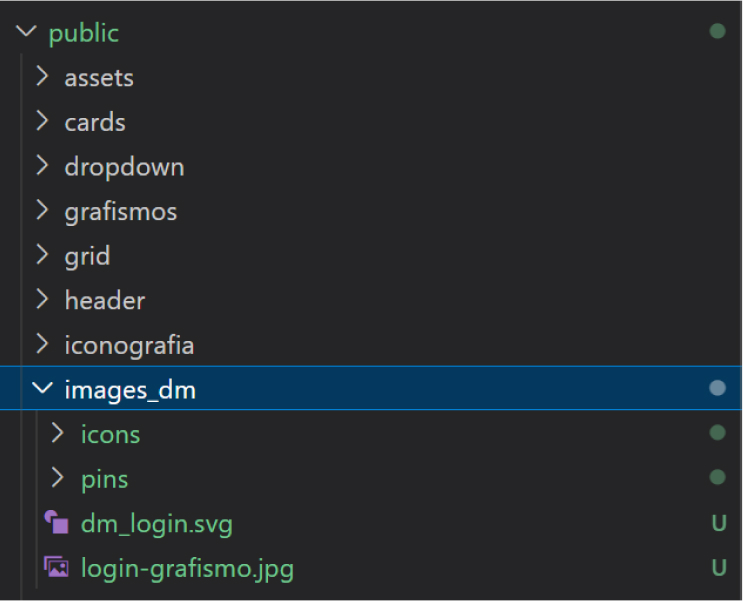 public
assets
cards
dropdown
grafismos
grid
header
iconografia
images_dm
icons
pins
dm_login.svg U
login-grafismo.jpg U